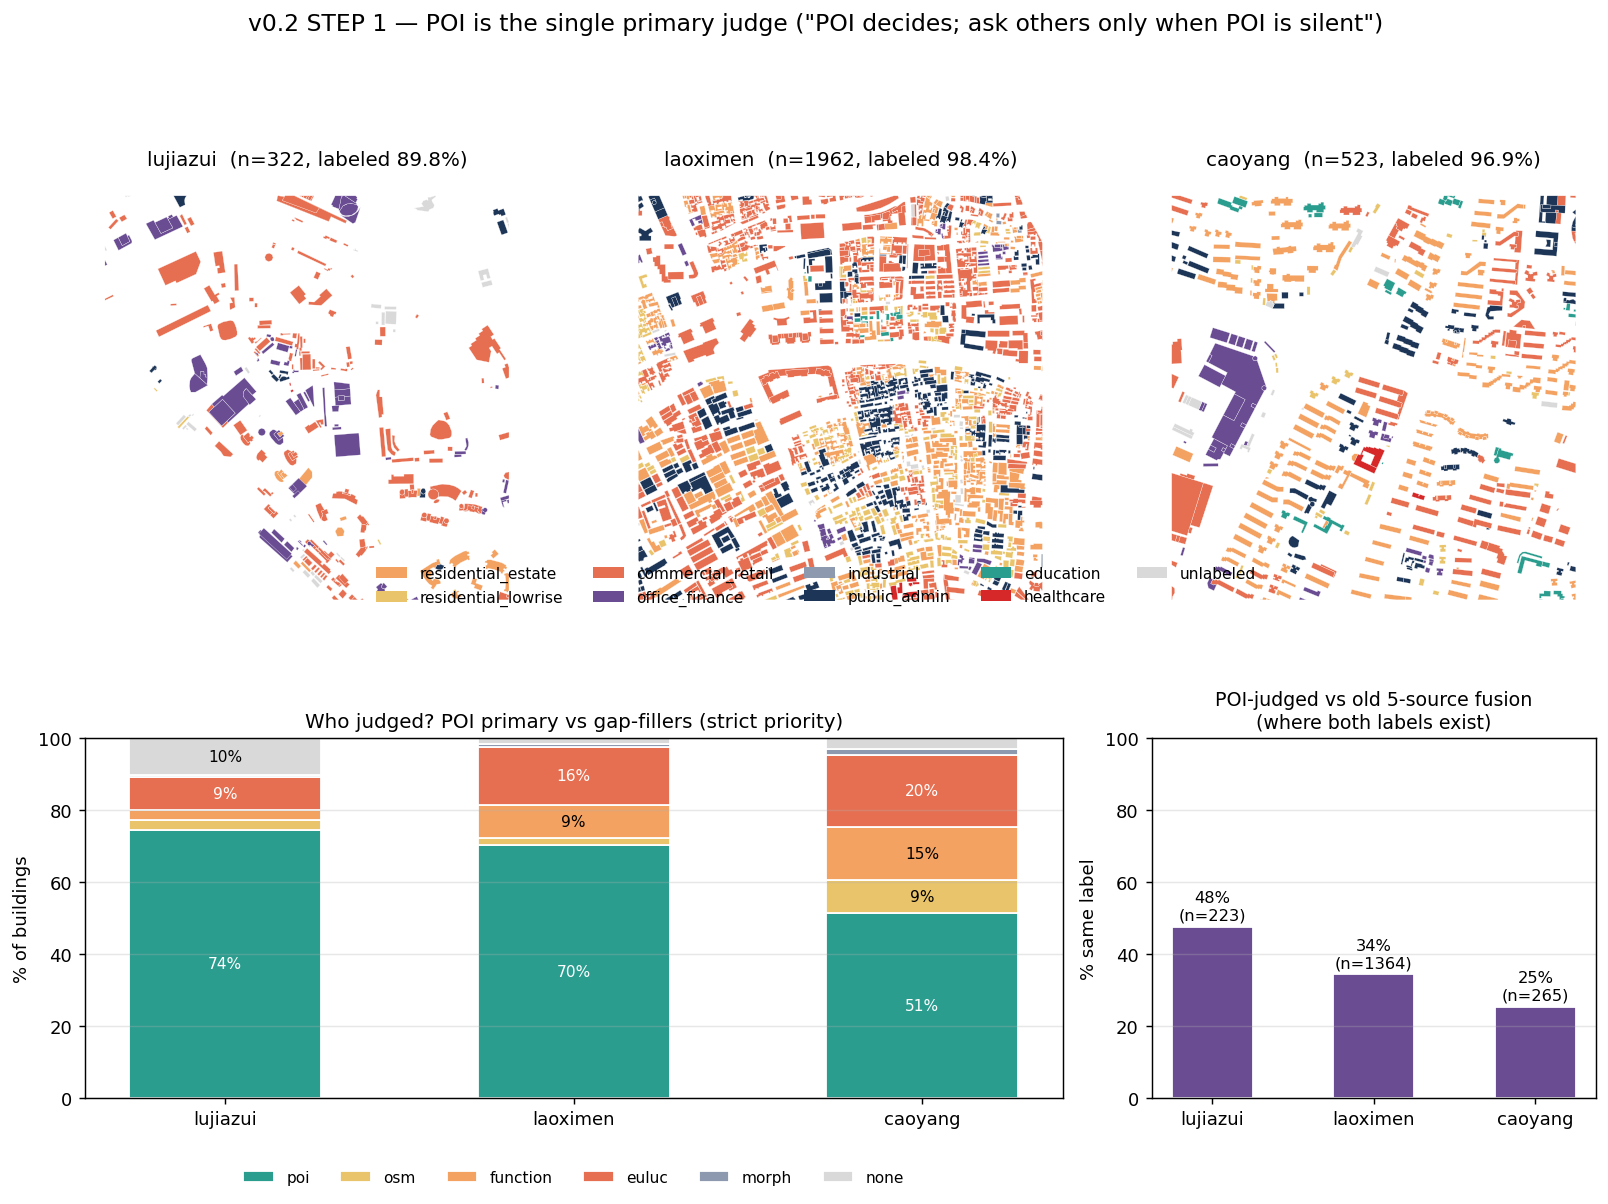 v0.2 STEP 1 — POI is the single primary judge ("POI decides; ask others only when POI is silent")
lujiazui  (n=322, labeled 89.8%)
laoximen  (n=1962, labeled 98.4%)
caoyang  (n=523, labeled 96.9%)
residential_estate
commercial_retail
industrial
education
unlabeled
residential_lowrise
office_finance
public_admin
healthcare
Who judged? POI primary vs gap-fillers (strict priority)
% of buildings
100
80
60
40
20
0
10%
9%
74%
16%
9%
70%
20%
15%
9%
51%
lujiazui
laoximen
caoyang
poi
osm
function
euluc
morph
none
POI-judged vs old 5-source fusion
(where both labels exist)
% same label
100
80
60
40
20
0
48%
(n=223)
34%
(n=1364)
25%
(n=265)
lujiazui
laoximen
caoyang